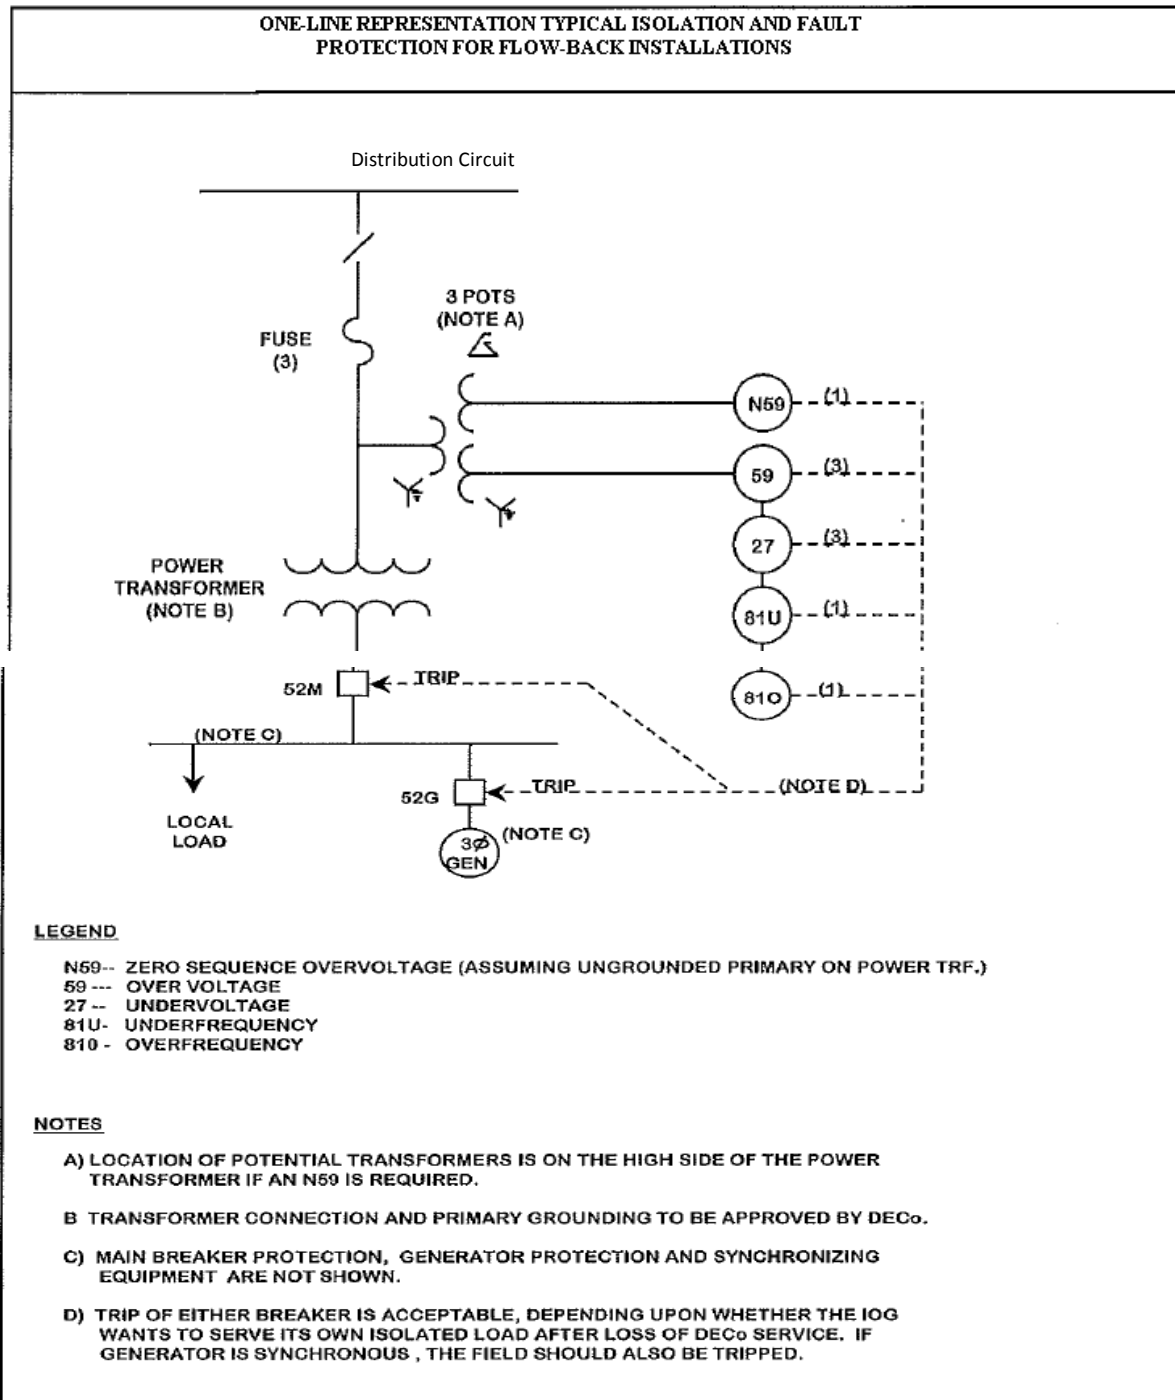 ONE-LINE REPRESENTATION TYPICAL ISOLATION AND FAULT
PROTECTION FOR FLOW-BACK INSTALLATIONS
Distribution Circuit
3 POTS
(NOTE A)
FUSE
(3)
N59
(1)
59
(3)
27
(3)
POWER
TRANSFORMER
(NOTE B)
81U
(1)
52M
TRIP
81O
(1)
(NOTE C)
52G
TRIP
(NOTE D)
LOCAL
LOAD
3Ø
GEN
(NOTE C)
LEGEND
N59-- ZERO SEQUENCE OVERVOLTAGE (ASSUMING UNGROUNDED PRIMARY ON POWER TRF.)
59 --- OVER VOLTAGE
27 -- UNDERVOLTAGE
81U- UNDERFREQUENCY
810 - OVERFREQUENCY
NOTES
A) LOCATION OF POTENTIAL TRANSFORMERS IS ON THE HIGH SIDE OF THE POWER
TRANSFORMER IF AN N59 IS REQUIRED.
B TRANSFORMER CONNECTION AND PRIMARY GROUNDING TO BE APPROVED BY DECo.
C) MAIN BREAKER PROTECTION, GENERATOR PROTECTION AND SYNCHRONIZING
EQUIPMENT ARE NOT SHOWN.
D) TRIP OF EITHER BREAKER IS ACCEPTABLE, DEPENDING UPON WHETHER THE IOG
WANTS TO SERVE ITS OWN ISOLATED LOAD AFTER LOSS OF DECo SERVICE. IF
GENERATOR IS SYNCHRONOUS , THE FIELD SHOULD ALSO BE TRIPPED.